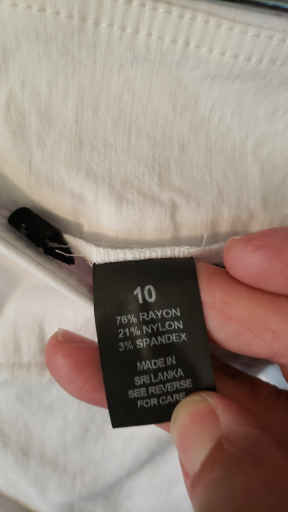 10
76% RAYON
21% NYLON
3% SPANDEX
MADE IN
SRI LANKA
SEE REVERSE
FOR CARE